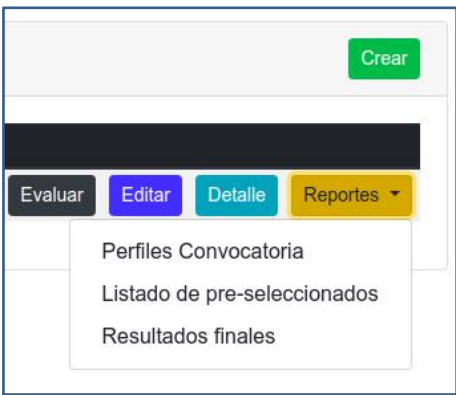 Crear
Evaluar Editar Detalle Reportes
Perfiles Convocatoria
Listado de pre-seleccionados
Resultados finales